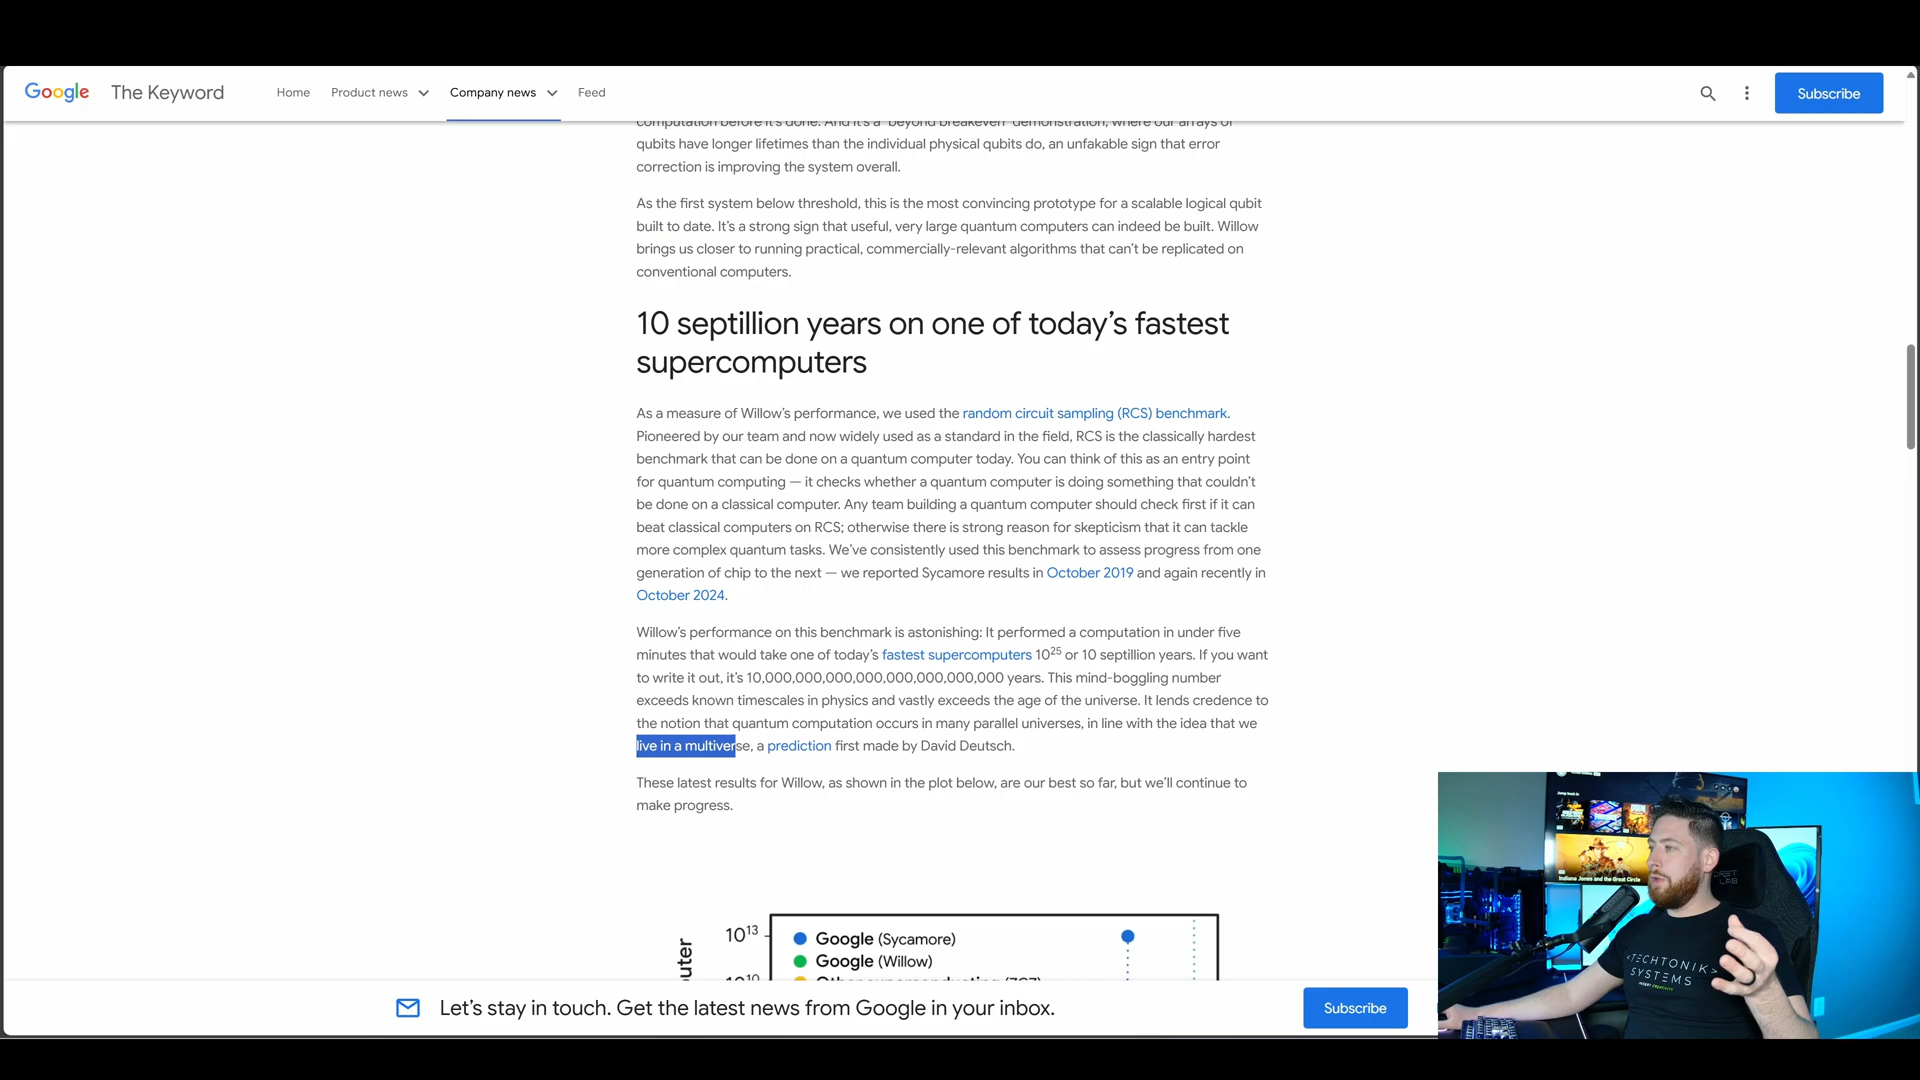 Google The Keyword Home Product news Company news Feed Subscribe
computation before it's done. And it's a "beyond breakeven" demonstration, where our arrays of
qubits have longer lifetimes than the individual physical qubits do, an unfakable sign that error
correction is improving the system overall.
As the first system below threshold, this is the most convincing prototype for a scalable logical qubit
built to date. It's a strong sign that useful, very large quantum computers can indeed be built. Willow
brings us closer to running practical, commercially-relevant algorithms that can't be replicated on
conventional computers.
10 septillion years on one of today's fastest
supercomputers
As a measure of Willow's performance, we used the random circuit sampling (RCS) benchmark.
Pioneered by our team and now widely used as a standard in the field, RCS is the classically hardest
benchmark that can be done on a quantum computer today. You can think of this as an entry point
for quantum computing — it checks whether a quantum computer is doing something that couldn't
be done on a classical computer. Any team building a quantum computer should check first if it can
beat classical computers on RCS; otherwise there is strong reason for skepticism that it can tackle
more complex quantum tasks. We've consistently used this benchmark to assess progress from one
generation of chip to the next — we reported Sycamore results in October 2019 and again recently in
October 2024.
Willow's performance on this benchmark is astonishing: It performed a computation in under five
minutes that would take one of today's fastest supercomputers 10²⁵ or 10 septillion years. If you want
to write it out, it's 10,000,000,000,000,000,000,000,000 years. This mind-boggling number
exceeds known timescales in physics and vastly exceeds the age of the universe. It lends credence to
the notion that quantum computation occurs in many parallel universes, in line with the idea that we
live in a multiverse, a prediction first made by David Deutsch.
These latest results for Willow, as shown in the plot below, are our best so far, but we'll continue to
make progress.
10¹³
Google (Sycamore)
Google (Willow)
10¹⁰
Let's stay in touch. Get the latest news from Google in your inbox. Subscribe
Indiana Jones and the Great Circle
<TECHTONIK>
SYSTEMS